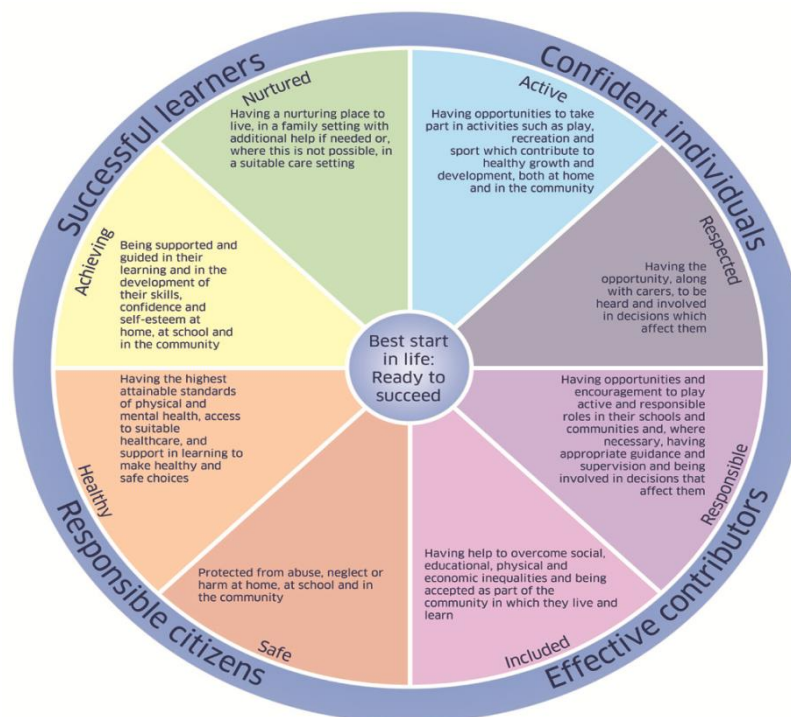 Successful learners
Confident individuals
Nurtured
Having a nurturing place to
live, in a family setting with
additional help if needed or,
where this is not possible, in
a suitable care setting
Active
Having opportunities to take
part in activities such as play,
recreation and
sport which contribute to
healthy growth and
development, both at home
and in the community
Achieving
Being supported and
guided in their
learning and in the
development of
their skills,
confidence and
self-esteem at
home, at school and
in the community
Respected
Having the
opportunity, along
with carers, to be
heard and involved
in decisions which
affect them
Best start
in life:
Ready to
succeed
Healthy
Having the highest
attainable standards
of physical and
mental health, access
to suitable
healthcare, and
support in learning to
make healthy and
safe choices
Responsible
Having opportunities and
encouragement to play
active and responsible
roles in their schools and
communities and, where
necessary, having
appropriate guidance and
supervision and being
involved in decisions that
affect them
Protected from abuse, neglect or
harm at home, at school and in
the community
Safe
Having help to overcome social,
educational, physical and
economic inequalities and being
accepted as part of the
community in which they live and
learn
Included
Responsible citizens
Effective contributors